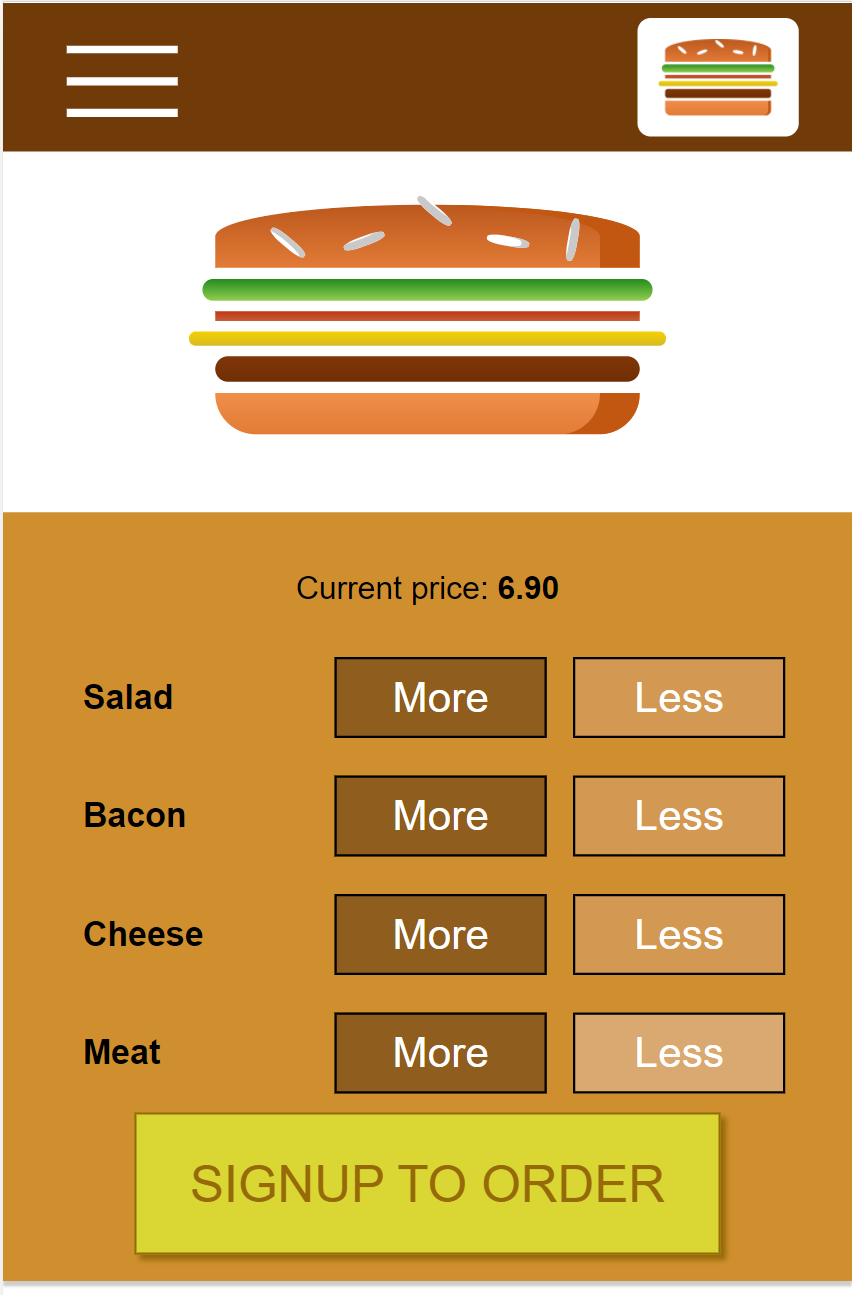 Current price: 6.90
Salad More Less
Bacon More Less
Cheese More Less
Meat More Less
SIGNUP TO ORDER